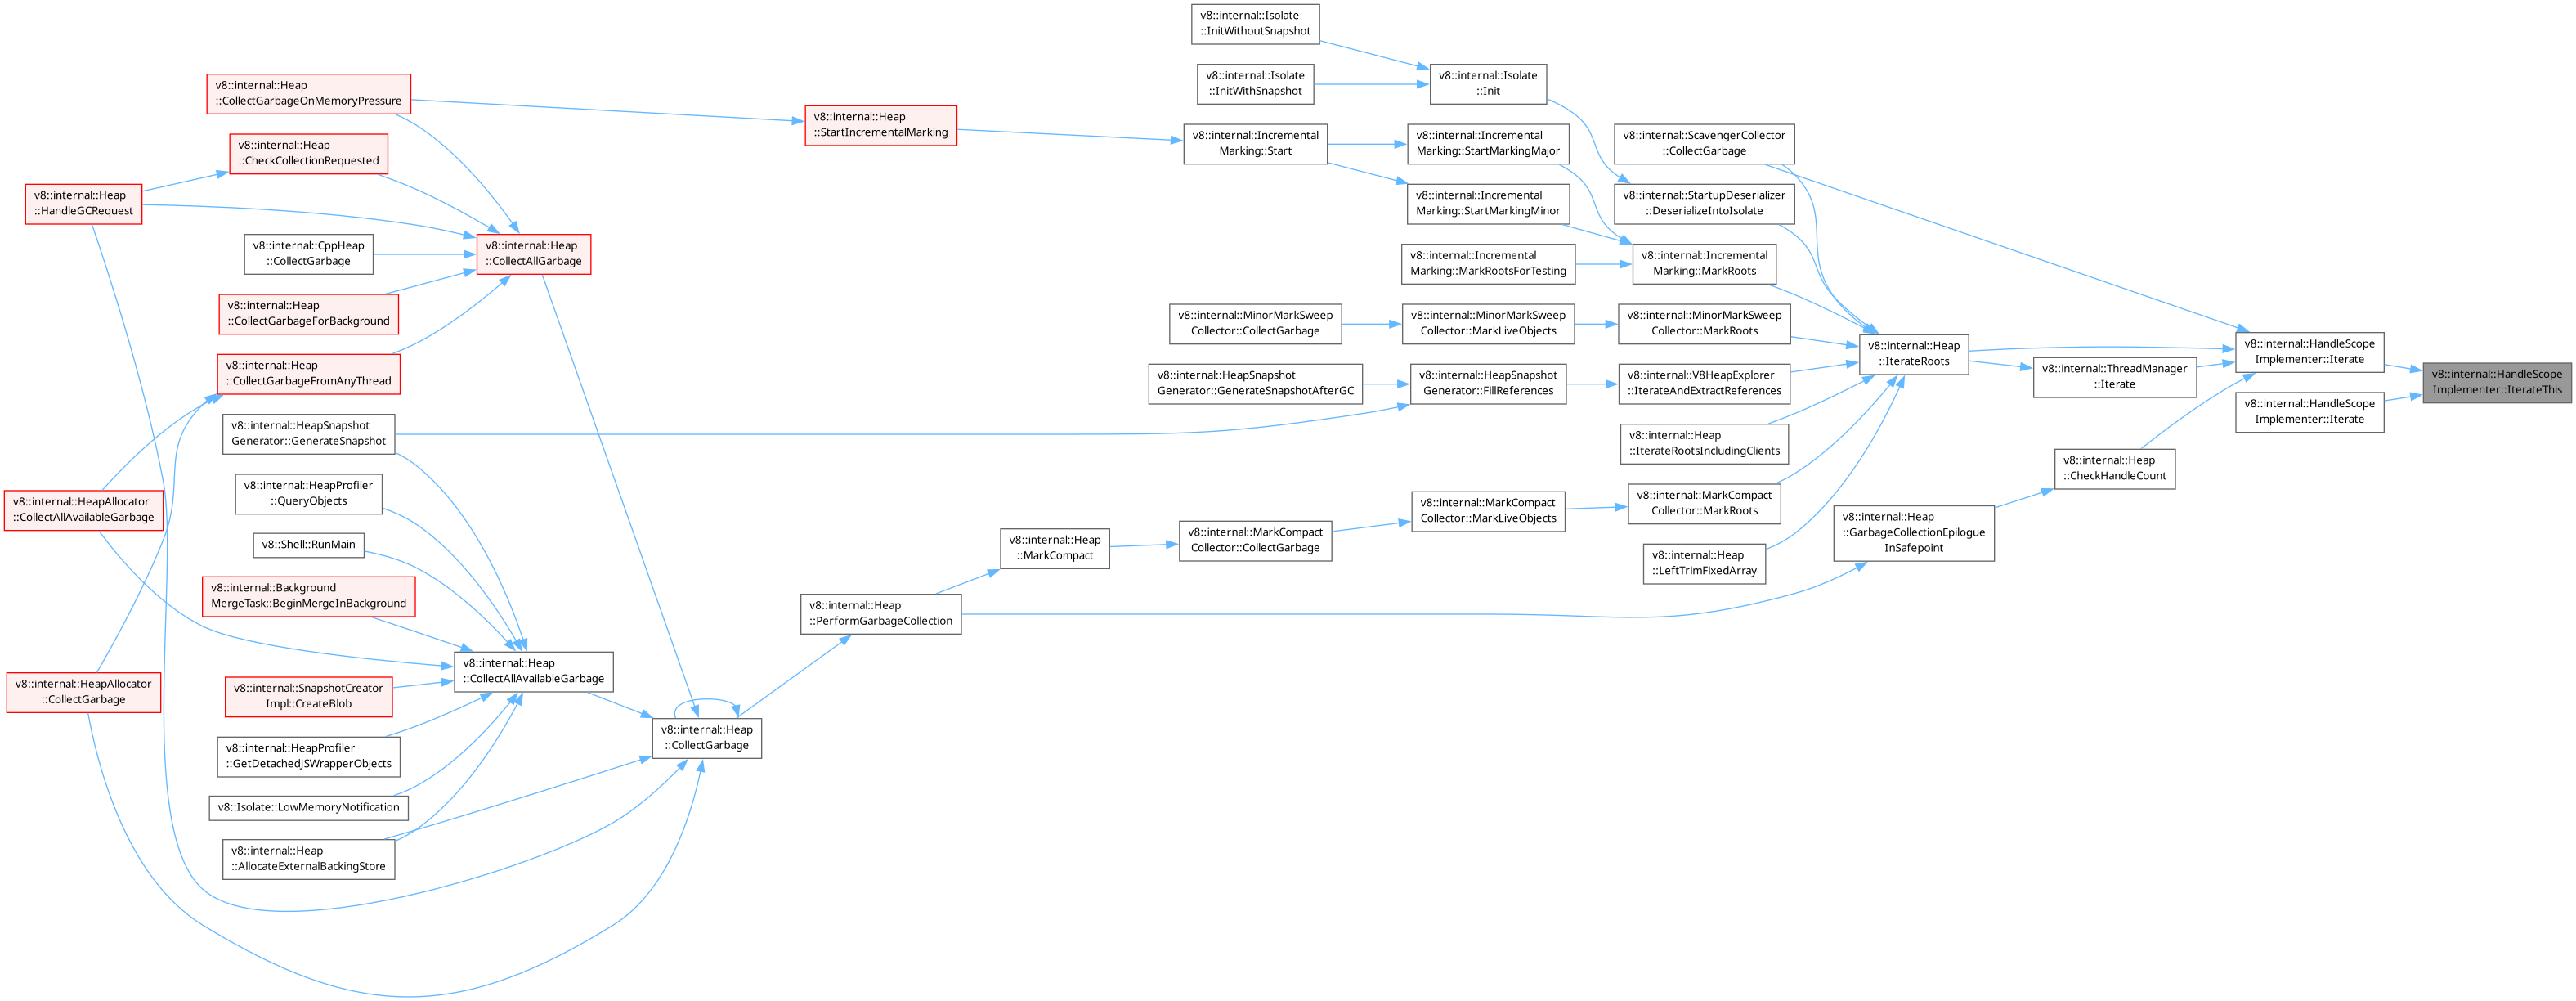 v8::internal::Isolate
::InitWithoutSnapshot
v8::internal::Isolate
::InitWithSnapshot
v8::internal::Isolate
::Init
v8::internal::Heap
::CollectGarbageOnMemoryPressure
v8::internal::Heap
::StartIncrementalMarking
v8::internal::Incremental
Marking::Start
v8::internal::Incremental
Marking::StartMarkingMajor
v8::internal::ScavengerCollector
::CollectGarbage
v8::internal::Heap
::CheckCollectionRequested
v8::internal::Heap
::HandleGCRequest
v8::internal::Incremental
Marking::StartMarkingMinor
v8::internal::StartupDeserializer
::DeserializeIntoIsolate
v8::internal::CppHeap
::CollectGarbage
v8::internal::Heap
::CollectAllGarbage
v8::internal::Incremental
Marking::MarkRootsForTesting
v8::internal::Incremental
Marking::MarkRoots
v8::internal::Heap
::CollectGarbageForBackground
v8::internal::MinorMarkSweep
Collector::CollectGarbage
v8::internal::MinorMarkSweep
Collector::MarkLiveObjects
v8::internal::MinorMarkSweep
Collector::MarkRoots
v8::internal::Heap
::IterateRoots
v8::internal::HandleScope
Implementer::Iterate
v8::internal::Heap
::CollectGarbageFromAnyThread
v8::internal::HeapSnapshot
Generator::GenerateSnapshotAfterGC
v8::internal::HeapSnapshot
Generator::FillReferences
v8::internal::V8HeapExplorer
::IterateAndExtractReferences
v8::internal::ThreadManager
::Iterate
v8::internal::HandleScope
Implementer::IterateThis
v8::internal::HandleScope
Implementer::Iterate
v8::internal::HeapSnapshot
Generator::GenerateSnapshot
v8::internal::Heap
::IterateRootsIncludingClients
v8::internal::Heap
::CheckHandleCount
v8::internal::HeapProfiler
::QueryObjects
v8::internal::HeapAllocator
::CollectAllAvailableGarbage
v8::internal::MarkCompact
Collector::MarkLiveObjects
v8::internal::MarkCompact
Collector::MarkRoots
v8::Shell::RunMain
v8::internal::Heap
::MarkCompact
v8::internal::MarkCompact
Collector::CollectGarbage
v8::internal::Heap
::GarbageCollectionEpilogue
InSafepoint
v8::internal::Heap
::LeftTrimFixedArray
v8::internal::Background
MergeTask::BeginMergeInBackground
v8::internal::Heap
::PerformGarbageCollection
v8::internal::Heap
::CollectAllAvailableGarbage
v8::internal::HeapAllocator
::CollectGarbage
v8::internal::SnapshotCreator
Impl::CreateBlob
v8::internal::Heap
::CollectGarbage
v8::internal::HeapProfiler
::GetDetachedJSWrapperObjects
v8::Isolate::LowMemoryNotification
v8::internal::Heap
::AllocateExternalBackingStore